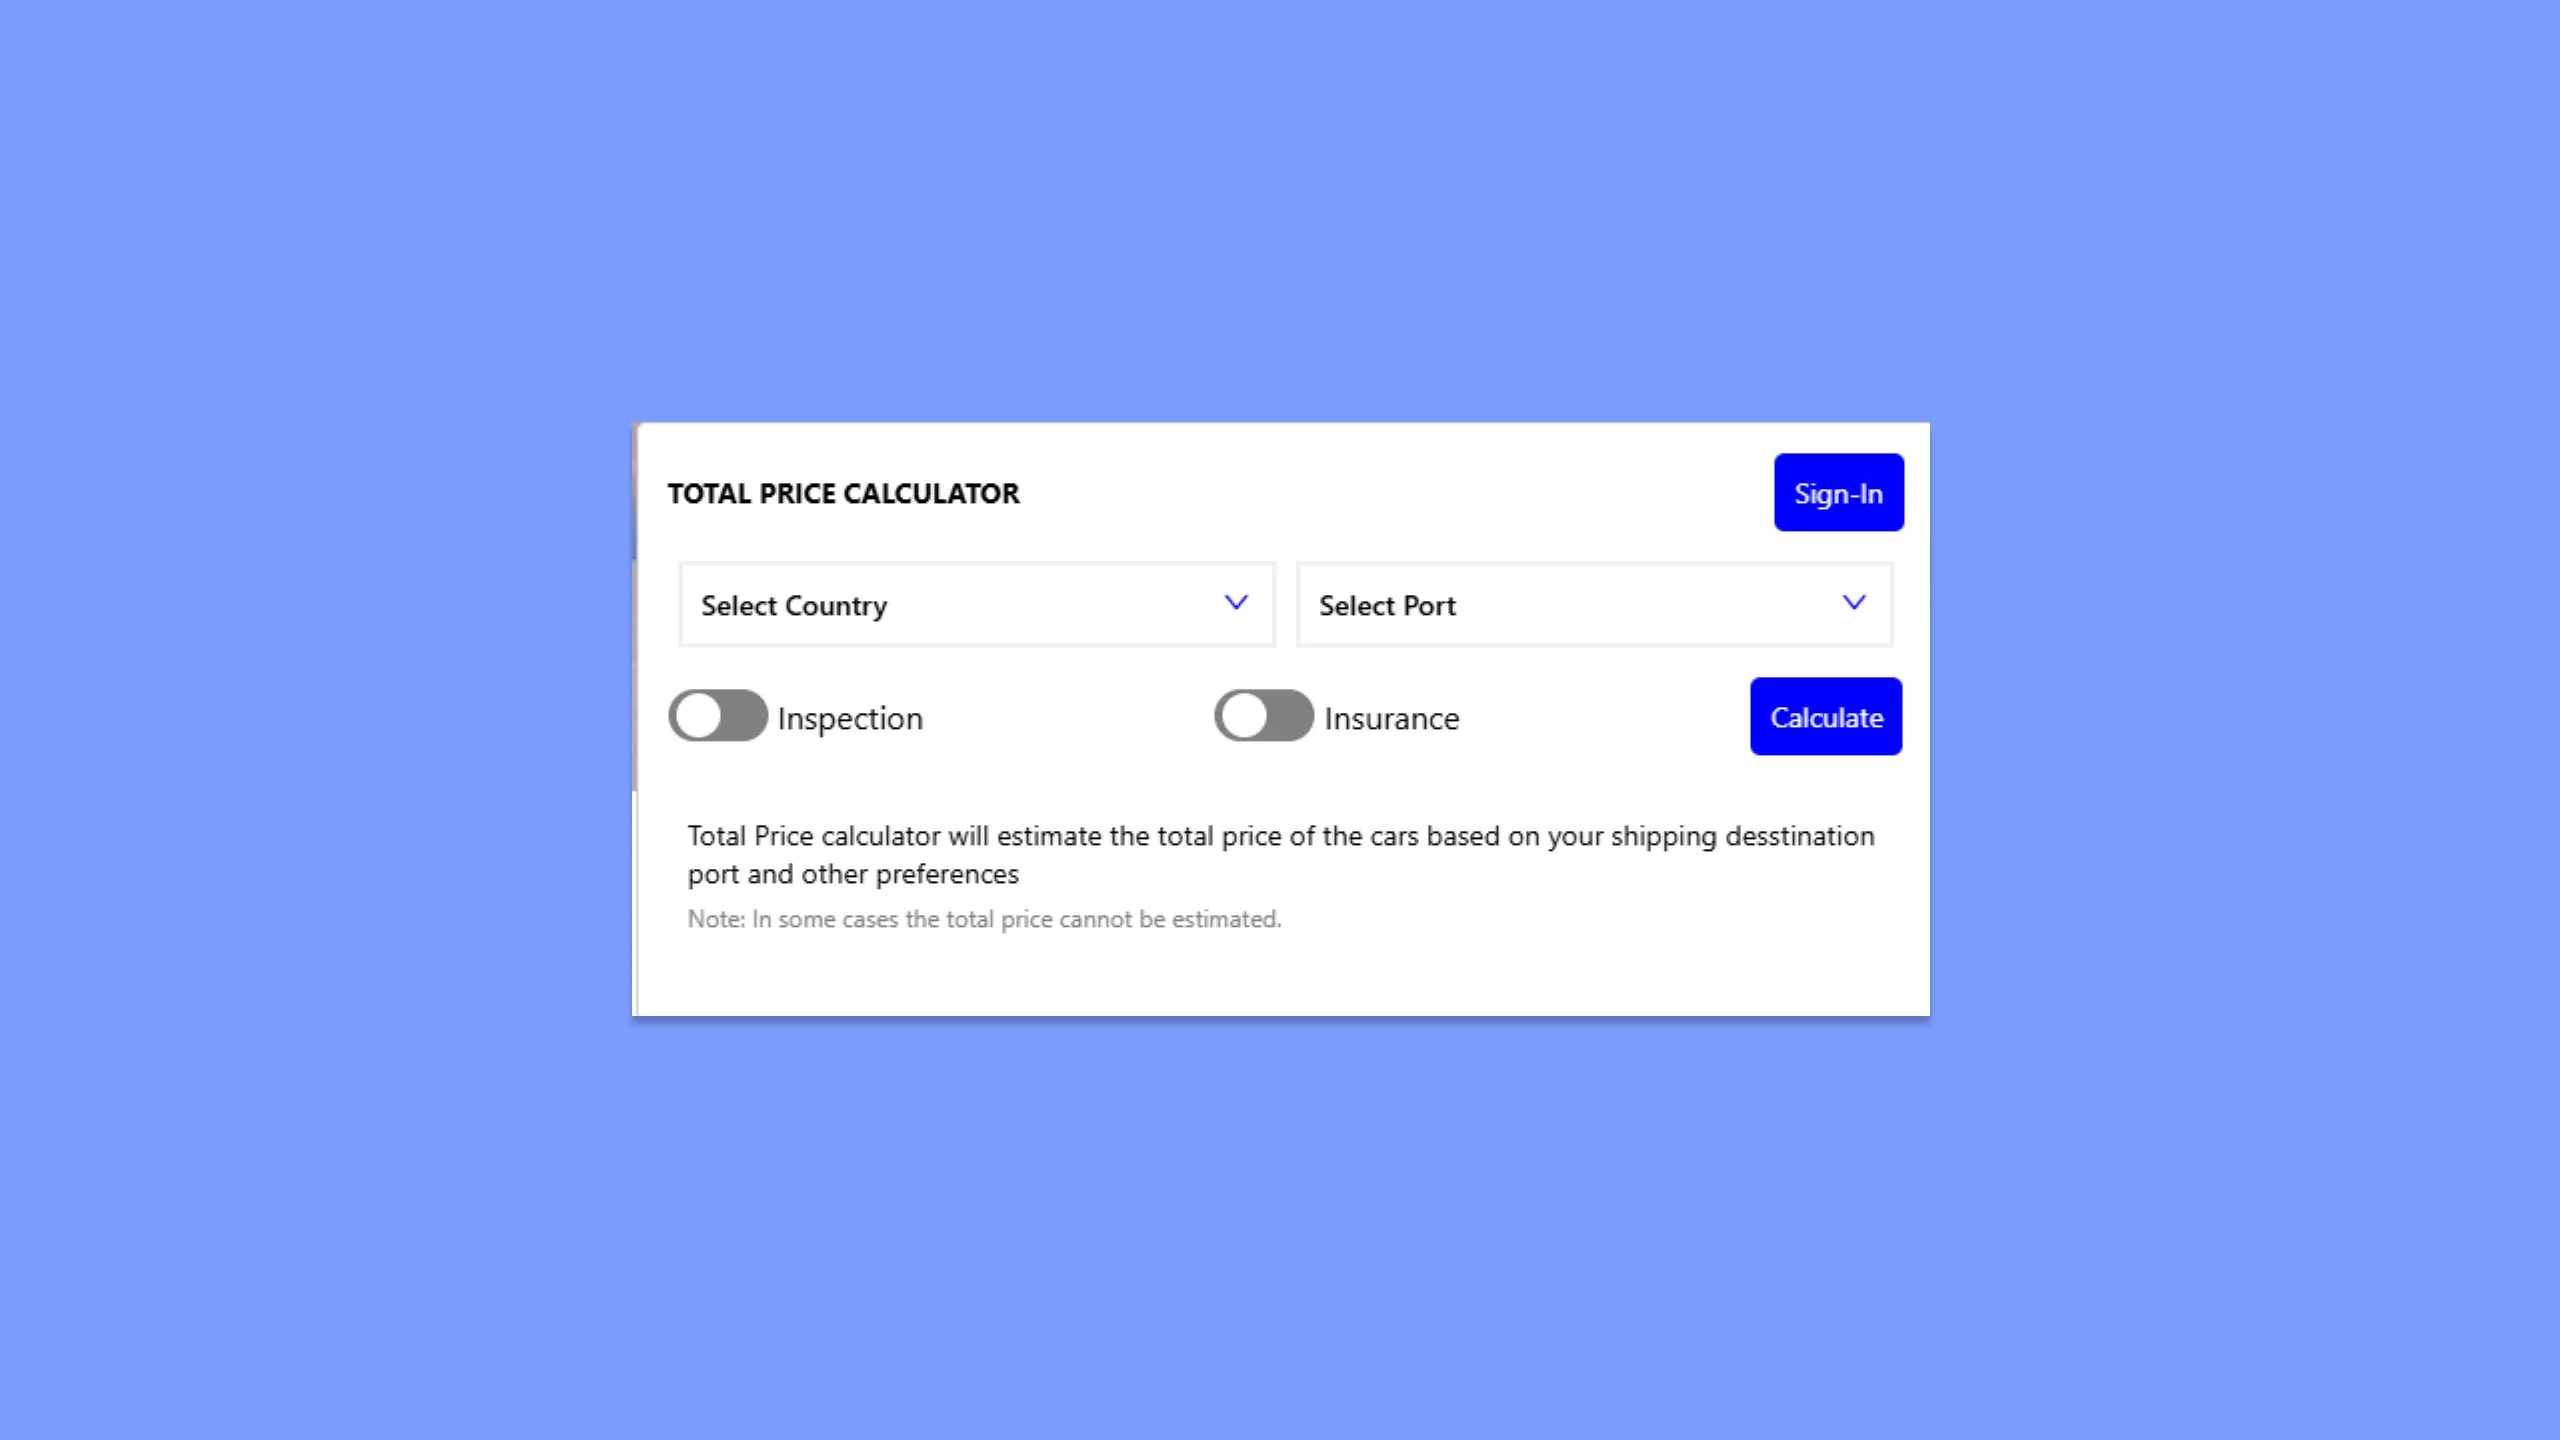 TOTAL PRICE CALCULATOR
Sign-In
Select Country
Select Port
Inspection
Insurance
Calculate
Total Price calculator will estimate the total price of the cars based on your shipping desstination
port and other preferences
Note: In some cases the total price cannot be estimated.